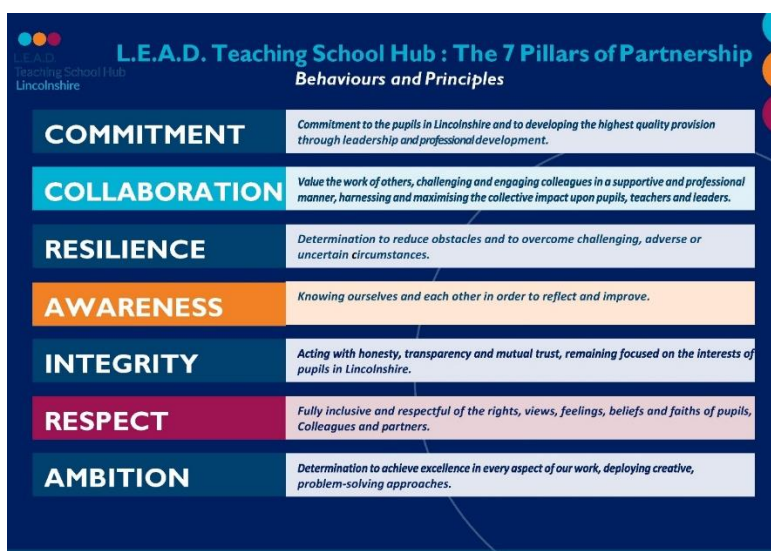 L.E.A.D.
Teaching School Hub
Lincolnshire
L.E.A.D. Teaching School Hub : The 7 Pillars of Partnership
Behaviours and Principles
COMMITMENT
Commitment to the pupils in Lincolnshire and to developing the highest quality provision
through leadership and professional development.
COLLABORATION
Value the work of others, challenging and engaging colleagues in a supportive and professional
manner, harnessing and maximising the collective impact upon pupils, teachers and leaders.
RESILIENCE
Determination to reduce obstacles and to overcome challenging, adverse or
uncertain circumstances.
AWARENESS
Knowing ourselves and each other in order to reflect and improve.
INTEGRITY
Acting with honesty, transparency and mutual trust, remaining focused on the interests of
pupils in Lincolnshire.
RESPECT
Fully inclusive and respectful of the rights, views, feelings, beliefs and faiths of pupils,
Colleagues and partners.
AMBITION
Determination to achieve excellence in every aspect of our work, deploying creative,
problem-solving approaches.